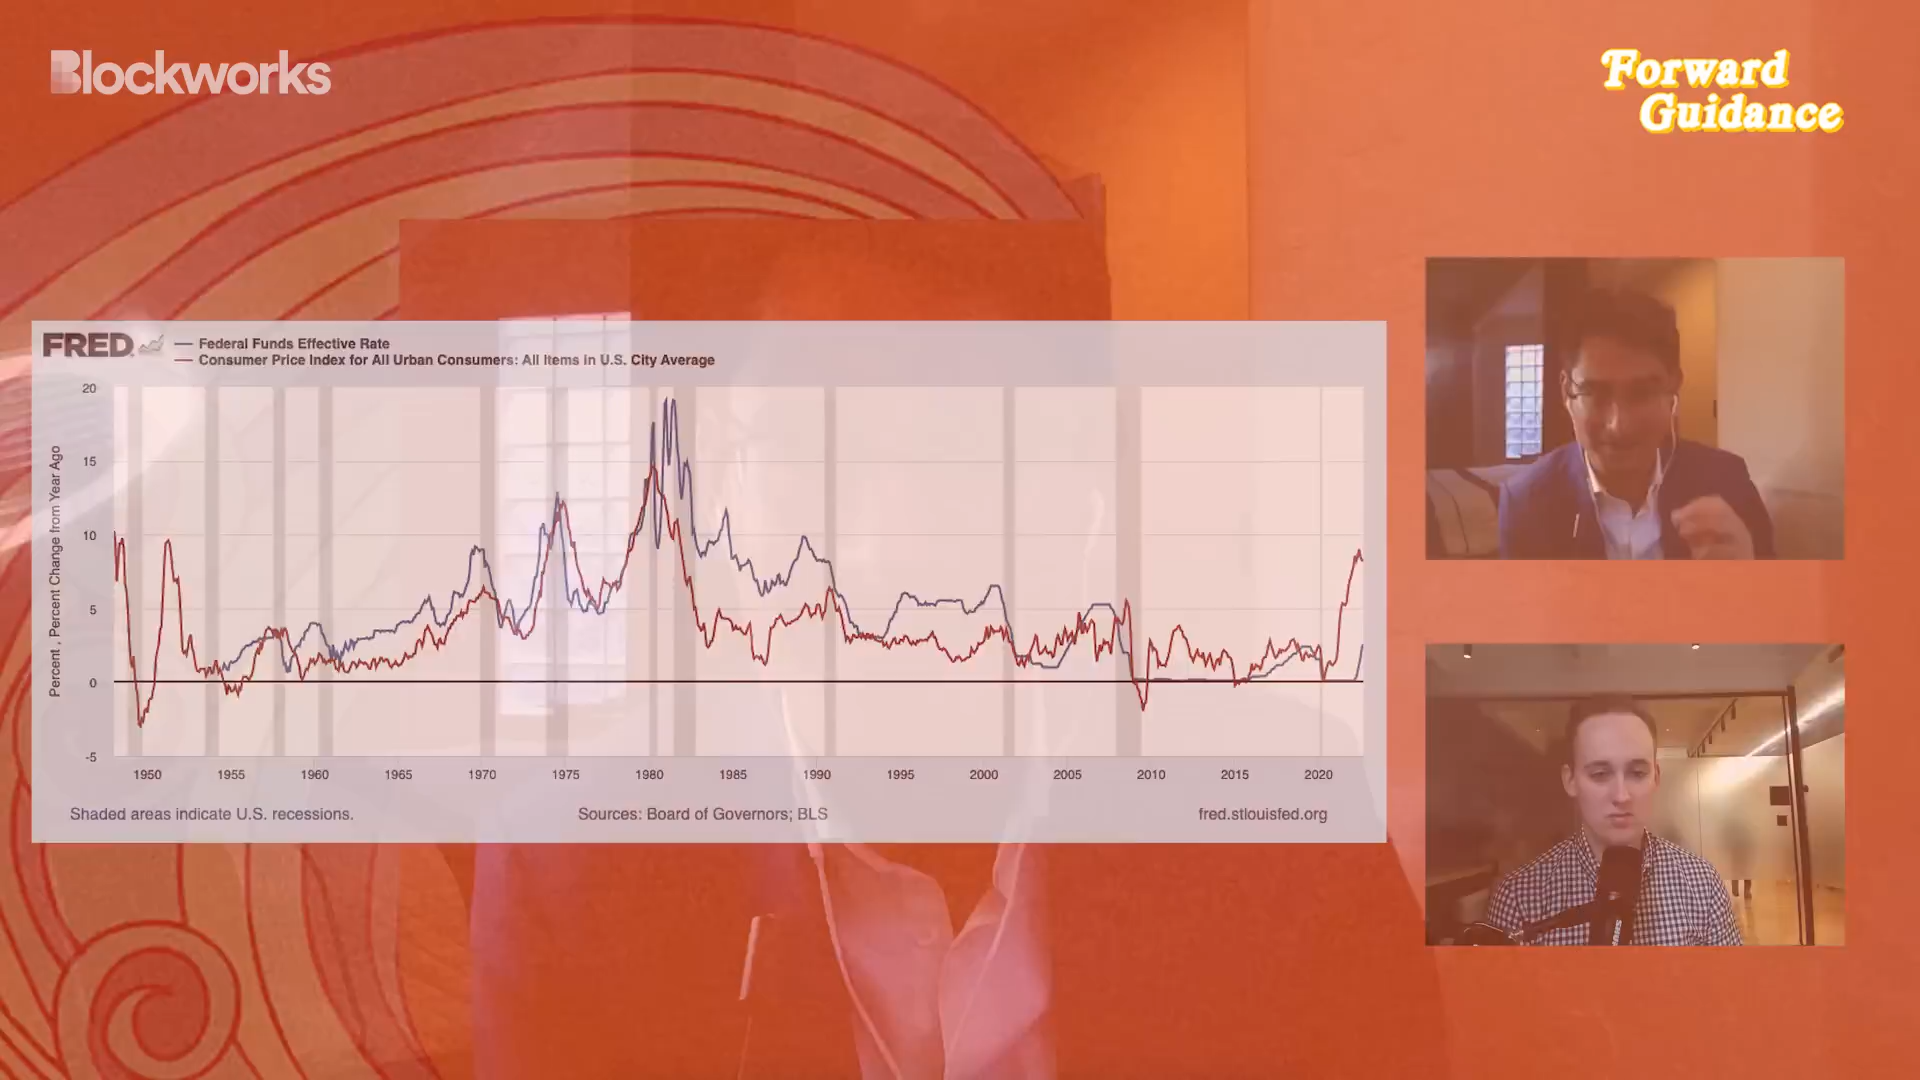 Blockworks
Forward
Guidance
FRED
Federal Funds Effective Rate
Consumer Price Index for All Urban Consumers: All Items in U.S. City Average
Percent , Percent Change from Year Ago
20
15
10
5
0
-5
1950 1955 1960 1965 1970 1975 1980 1985 1990 1995 2000 2005 2010 2015 2020
Shaded areas indicate U.S. recessions. Sources: Board of Governors; BLS fred.stlouisfed.org